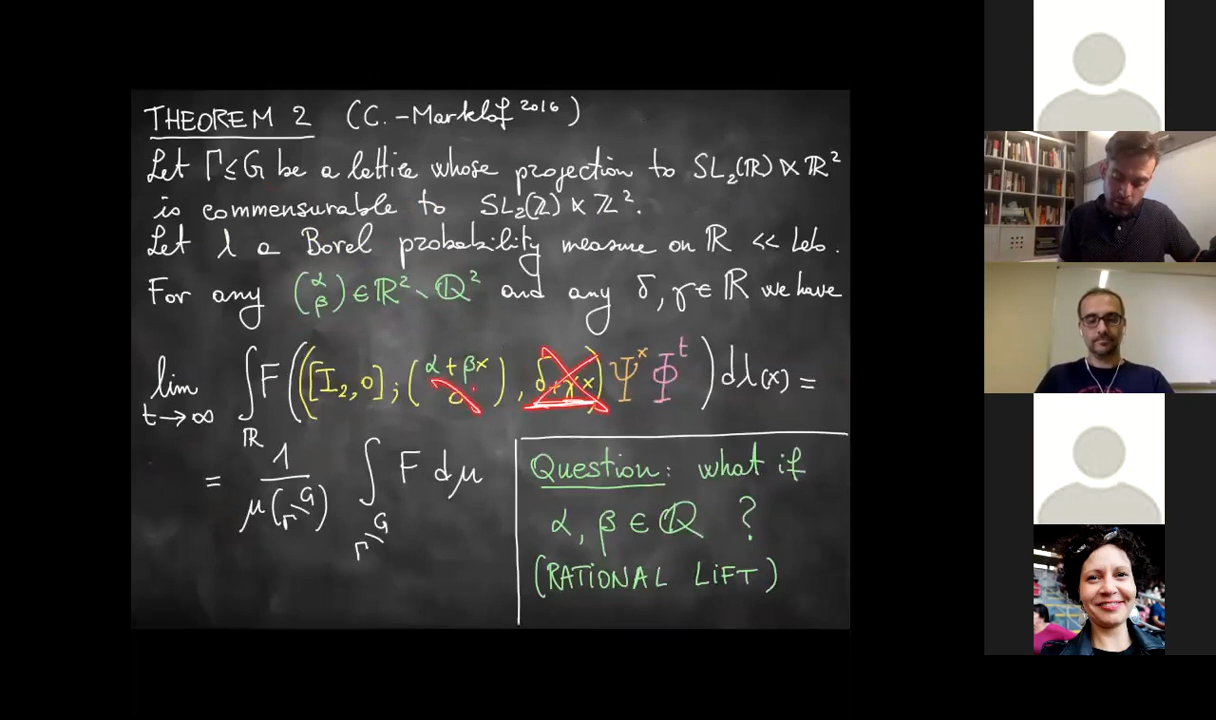 THEOREM 2 (C. - Marklof 2016)
Let Γ ≤ G be a lattice whose projection to SL₂(ℝ) ⋉ ℝ²
is commensurable to SL₂(ℤ) ⋉ ℤ².
Let λ a Borel probability measure on ℝ << Leb.
For any (α β) ∈ ℝ² \ ℚ² and any δ, γ ∈ ℝ we have
lim t→∞ ∫ℝ F(([I₂, 0]; (α + βx 0), δ + γx) Ψˣ Φᵗ) dλ(x) =
= 1/μ(Γ\G) ∫Γ\G F dμ
Question: what if
α, β ∈ ℚ ?
(RATIONAL LIFT)